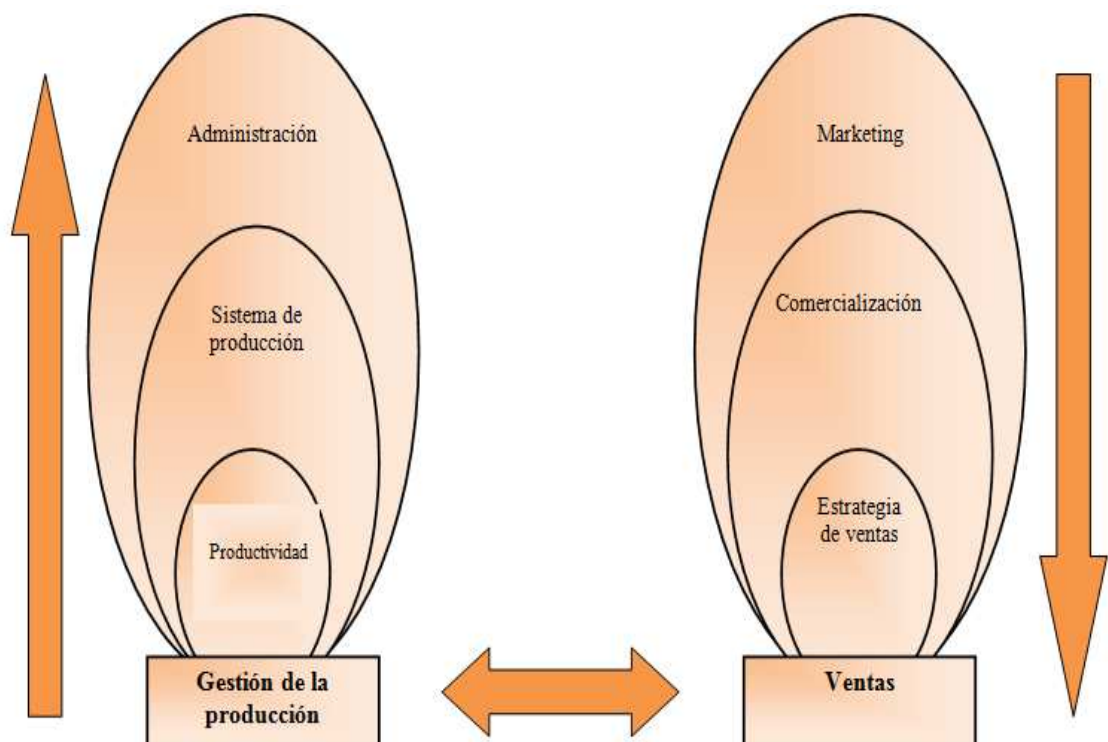 Administración
Sistema de
producción
Productividad
Gestión de la
producción
Marketing
Comercialización
Estrategia
de ventas
Ventas